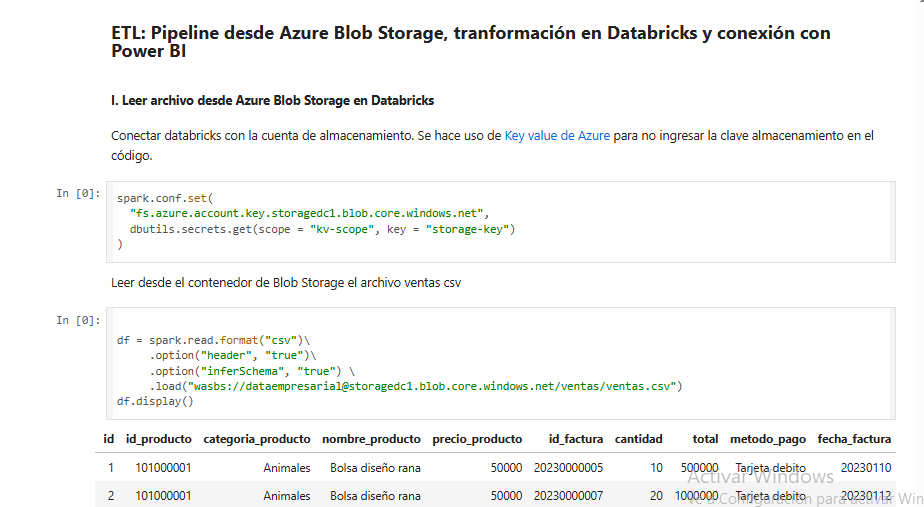 ETL: Pipeline desde Azure Blob Storage, tranformación en Databricks y conexión con
Power BI
I. Leer archivo desde Azure Blob Storage en Databricks
Conectar databricks con la cuenta de almacenamiento. Se hace uso de Key value de Azure para no ingresar la clave almacenamiento en el
código.
In [0]:
spark.conf.set(
"fs.azure.account.key.storagedc1.blob.core.windows.net",
dbutils.secrets.get(scope = "kv-scope", key = "storage-key")
)
Leer desde el contenedor de Blob Storage el archivo ventas csv
In [0]:
df = spark.read.format("csv")\
.option("header", "true")\
.option("inferSchema", "true") \
.load("wasbs://dataempresarial@storagedc1.blob.core.windows.net/ventas/ventas.csv")
df.display()
id id_producto categoria_producto nombre_producto precio_producto id_factura cantidad total metodo_pago fecha_factura
1 101000001 Animales Bolsa diseño rana 50000 20230000005 10 500000 Tarjeta debito 20230110
Activar Windows
2 101000001 Animales Bolsa diseño rana 50000 20230000007 20 1000000 Tarjeta debito 20230112
Ve a Configuración para activar Win